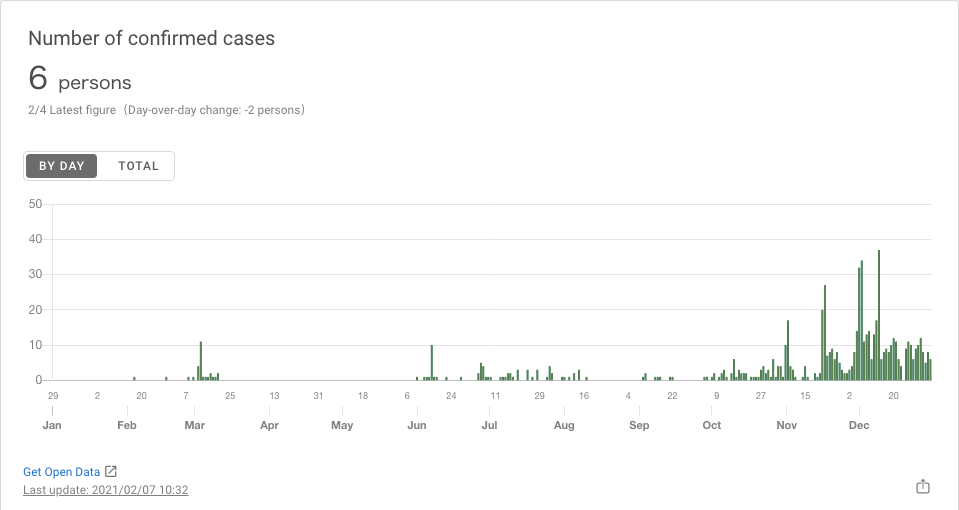 Number of confirmed cases
6 persons
2/4 Latest figure（Day-over-day change: -2 persons）
BY DAY TOTAL
50
40
30
20
10
0
29 2 20 7 25 13 31 18 6 24 11 29 16 4 22 9 27 15 2 20
Jan Feb Mar Apr May Jun Jul Aug Sep Oct Nov Dec
Get Open Data
Last update: 2021/02/07 10:32